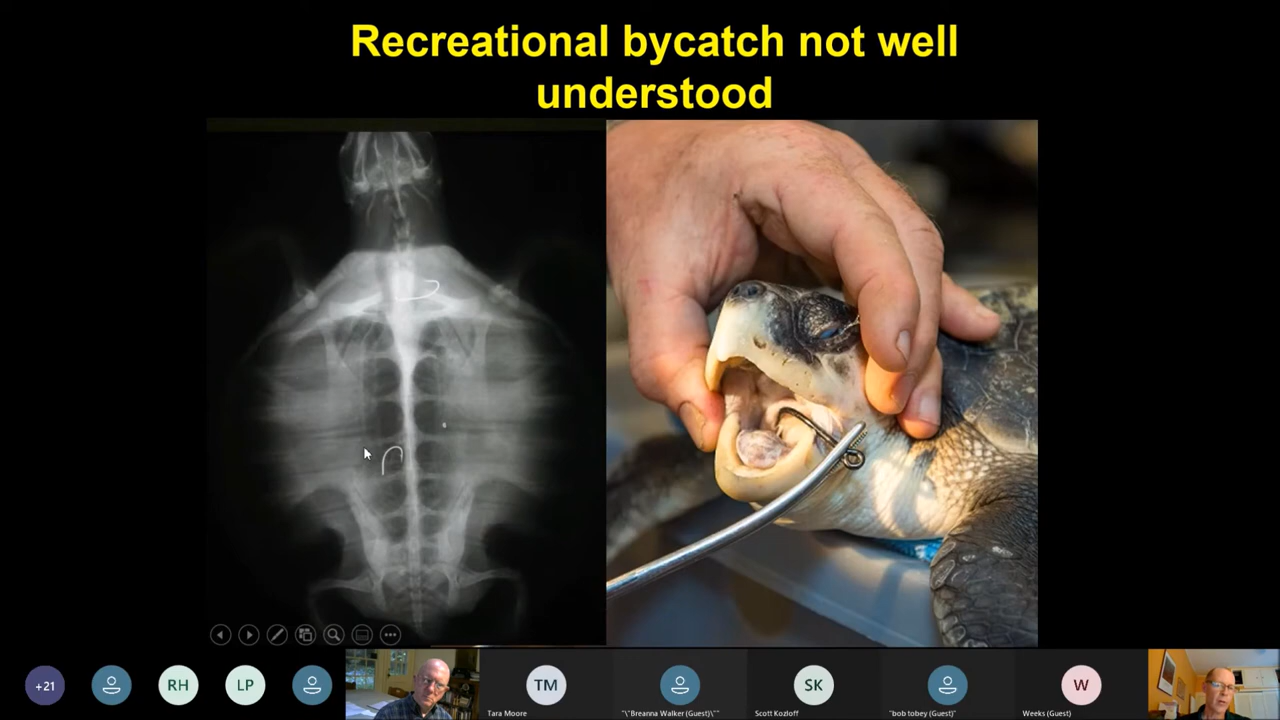 Recreational bycatch not well
understood
+21
RH
LP
TM
SK
W
Tara Moore
"\"Breanna Walker (Guest)\""
Scott Kozloff
"bob tobey (Guest)"
Weeks (Guest)